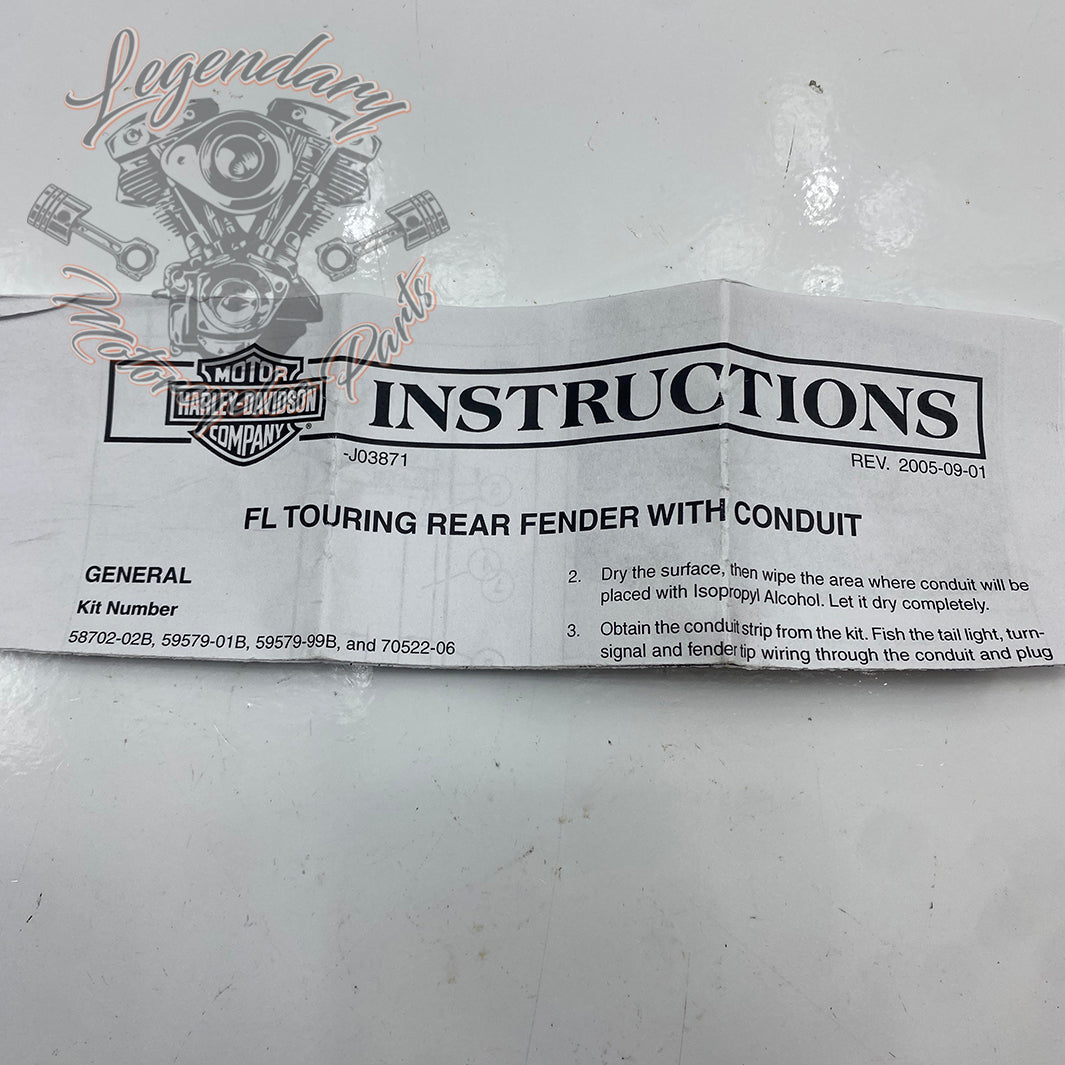 Legendary
Motorcycle Parts
MOTOR
HARLEY-DAVIDSON
COMPANY
®
INSTRUCTIONS
-J03871
REV. 2005-09-01
FL TOURING REAR FENDER WITH CONDUIT
GENERAL
Kit Number
58702-02B, 59579-01B, 59579-99B, and 70522-06
2. Dry the surface, then wipe the area where conduit will be
placed with Isopropyl Alcohol. Let it dry completely.
3. Obtain the conduit strip from the kit. Fish the tail light, turn-
signal and fender tip wiring through the conduit and plug